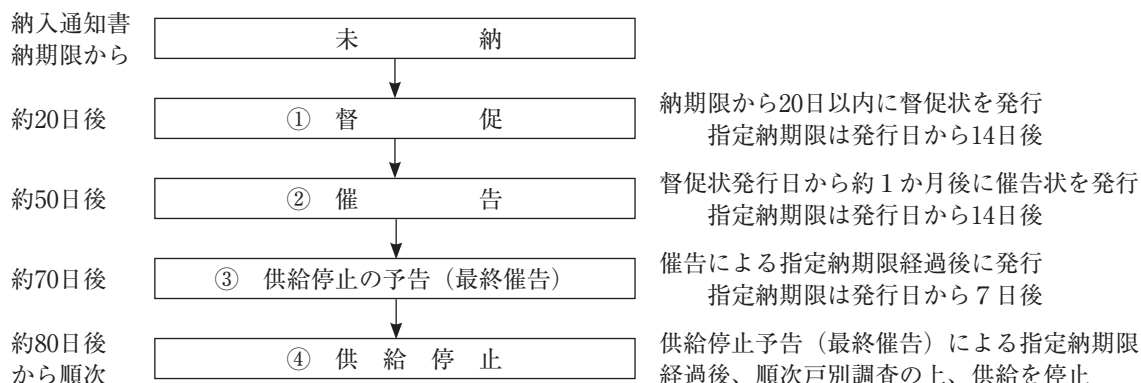 納入通知書
納期限から
未　　　納
約20日後
① 督　　　促
納期限から20日以内に督促状を発行
指定納期限は発行日から14日後
約50日後
② 催　　　告
督促状発行日から約１か月後に催告状を発行
指定納期限は発行日から14日後
約70日後
③ 供給停止の予告（最終催告）
催告による指定納期限経過後に発行
指定納期限は発行日から７日後
約80日後
から順次
④ 供　給　停　止
供給停止予告（最終催告）による指定納期限
経過後、順次戸別調査の上、供給を停止